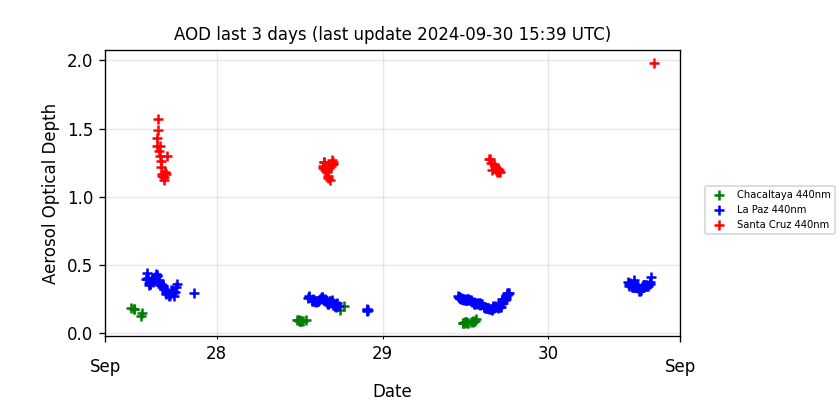 AOD last 3 days (last update 2024-09-30 15:39 UTC)
Aerosol Optical Depth
2.0
1.5
1.0
0.5
0.0
Chacaltaya 440nm
La Paz 440nm
Santa Cruz 440nm
28
29
30
Sep
Sep
Date